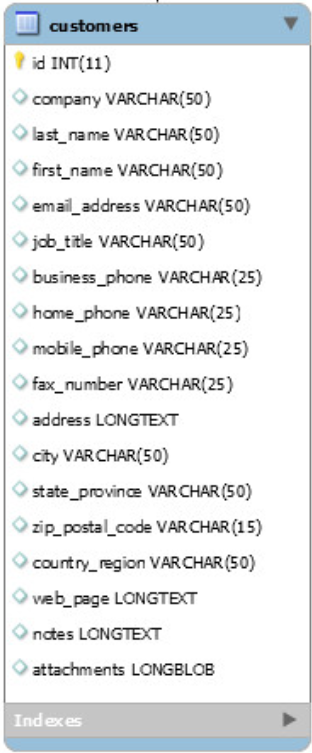 customers
id INT(11)
company VARCHAR(50)
last_name VARCHAR(50)
first_name VARCHAR(50)
email_address VARCHAR(50)
job_title VARCHAR(50)
business_phone VARCHAR(25)
home_phone VARCHAR(25)
mobile_phone VARCHAR(25)
fax_number VARCHAR(25)
address LONGTEXT
city VARCHAR(50)
state_province VARCHAR(50)
zip_postal_code VARCHAR(15)
country_region VARCHAR(50)
web_page LONGTEXT
notes LONGTEXT
attachments LONGBLOB
Indexes